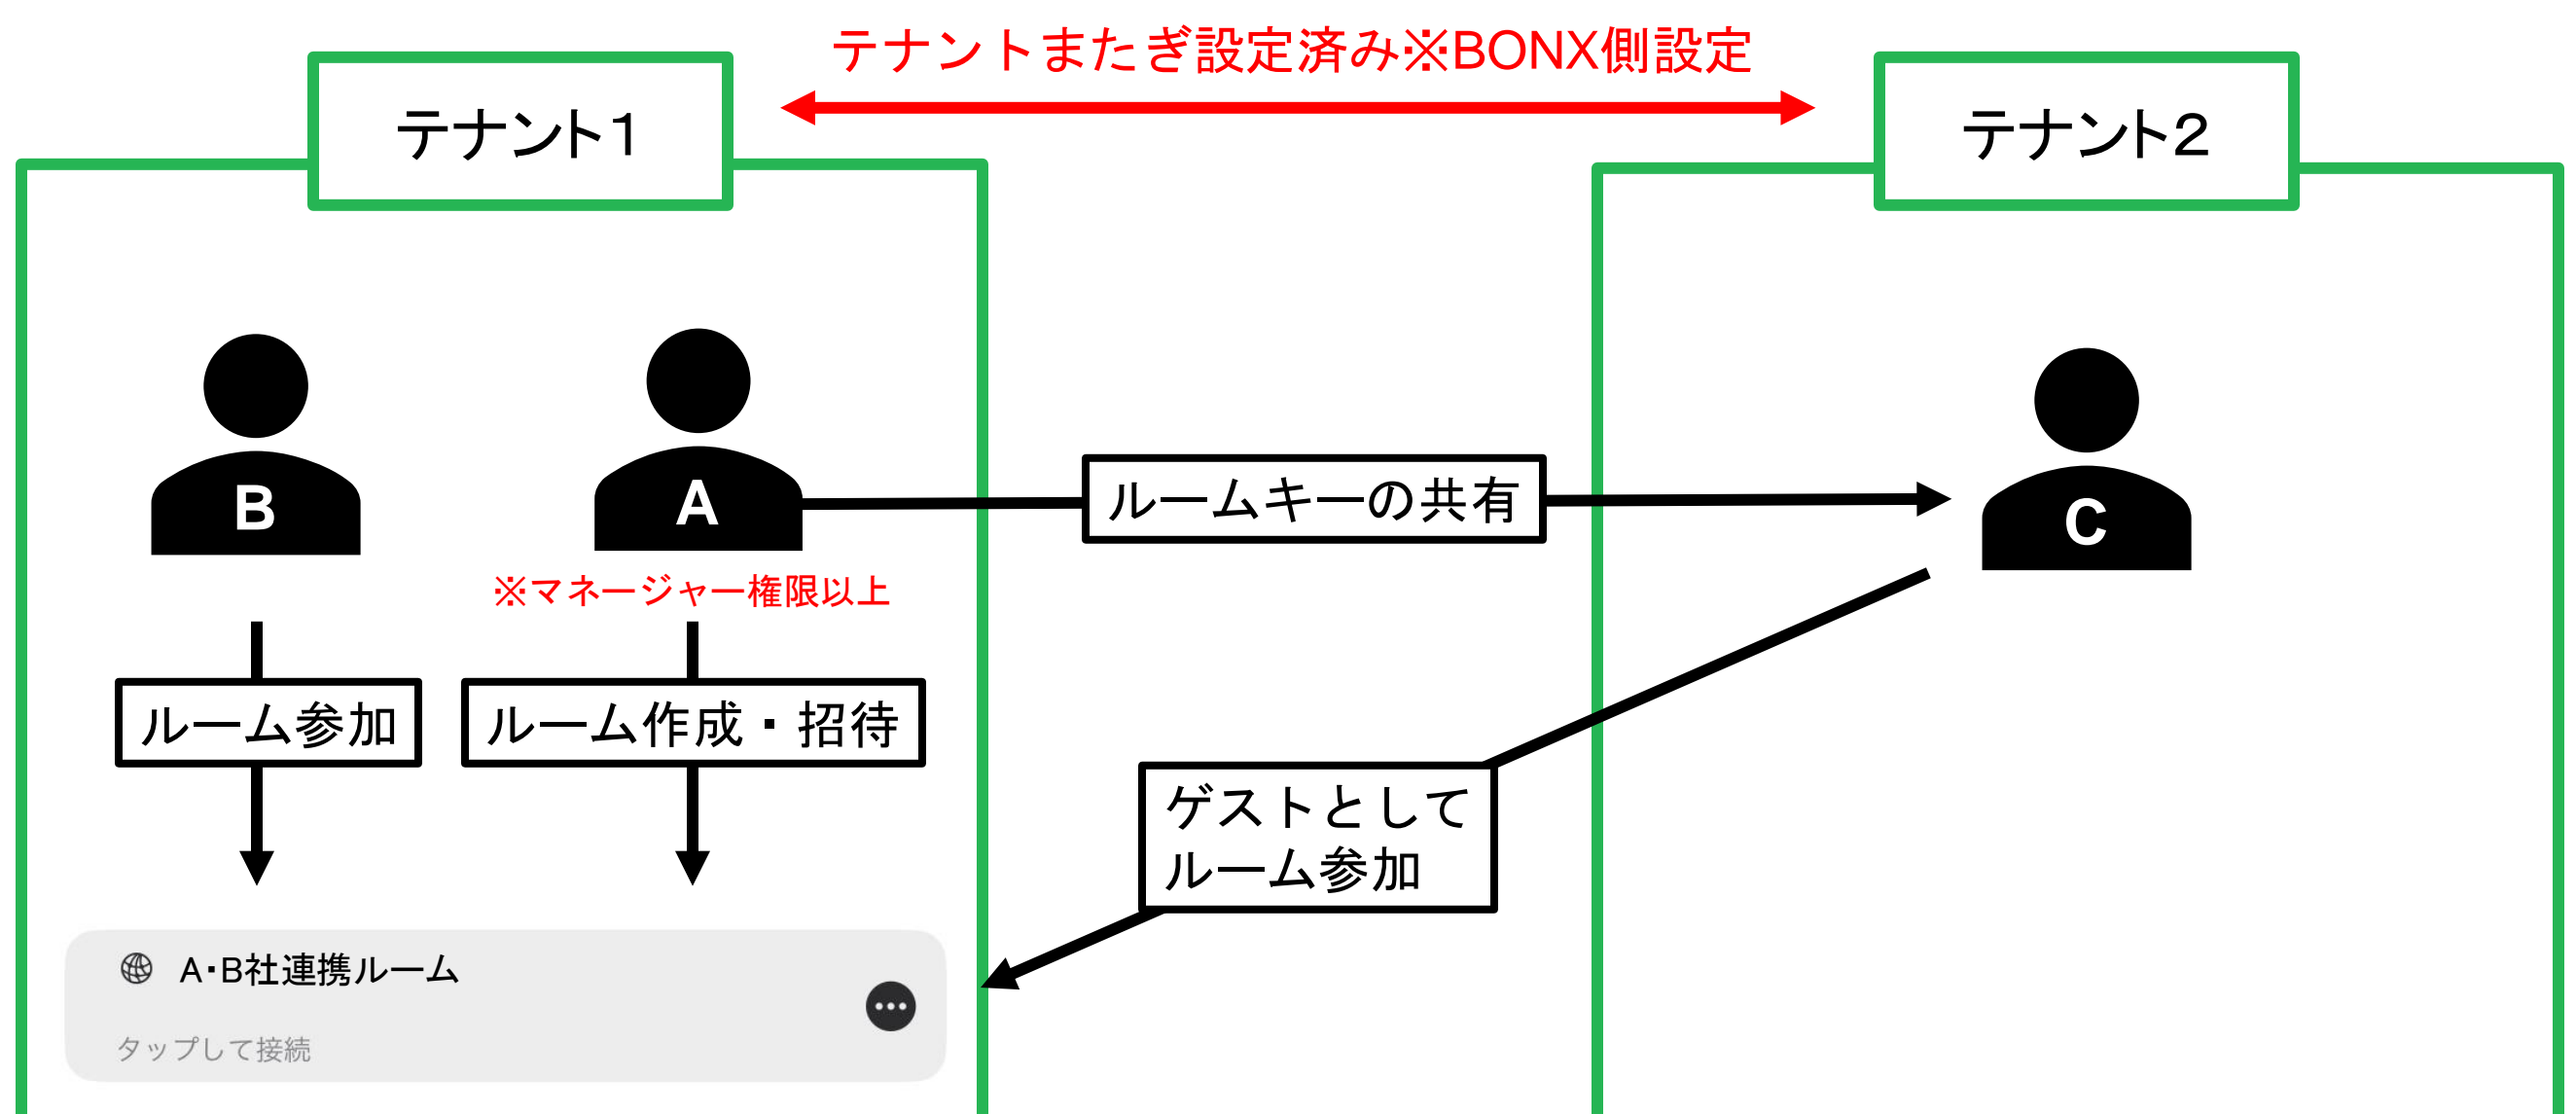 テナントまたぎ設定済み※BONX側設定
テナント1
テナント2
B
A
C
ルームキーの共有
※マネージャー権限以上
ルーム参加
ルーム作成・招待
ゲストとして
ルーム参加
A・B社連携ルーム
タップして接続